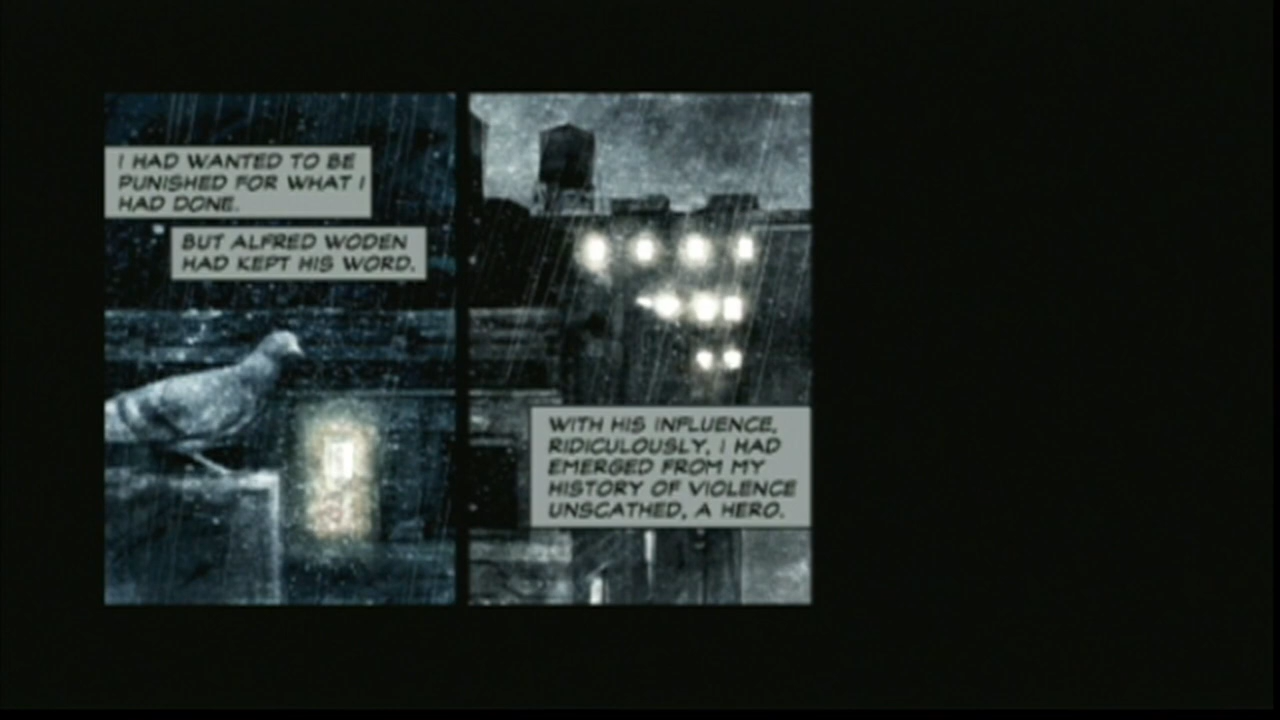 I HAD WANTED TO BE
PUNISHED FOR WHAT I
HAD DONE.
BUT ALFRED WODEN
HAD KEPT HIS WORD.
WITH HIS INFLUENCE,
RIDICULOUSLY, I HAD
EMERGED FROM MY
HISTORY OF VIOLENCE
UNSCATHED, A HERO.